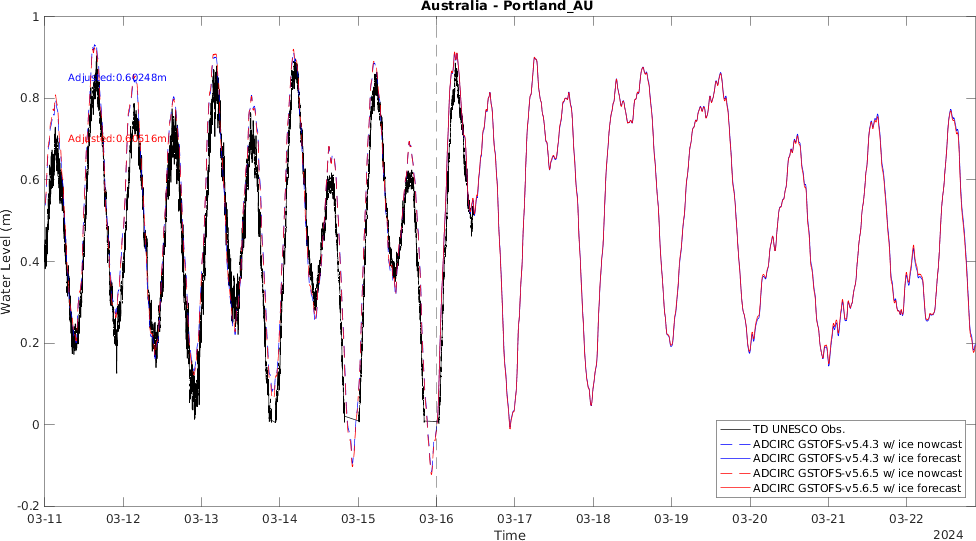 Australia - Portland_AU
1
0.8
0.6
0.4
0.2
0
-0.2
Water Level (m)
Adjusted:0.60248m
Adjusted:0.60516m
TD UNESCO Obs.
ADCIRC GSTOFS-v5.4.3 w/ ice nowcast
ADCIRC GSTOFS-v5.4.3 w/ ice forecast
ADCIRC GSTOFS-v5.6.5 w/ ice nowcast
ADCIRC GSTOFS-v5.6.5 w/ ice forecast
03-11 03-12 03-13 03-14 03-15 03-16 03-17 03-18 03-19 03-20 03-21 03-22
Time
2024